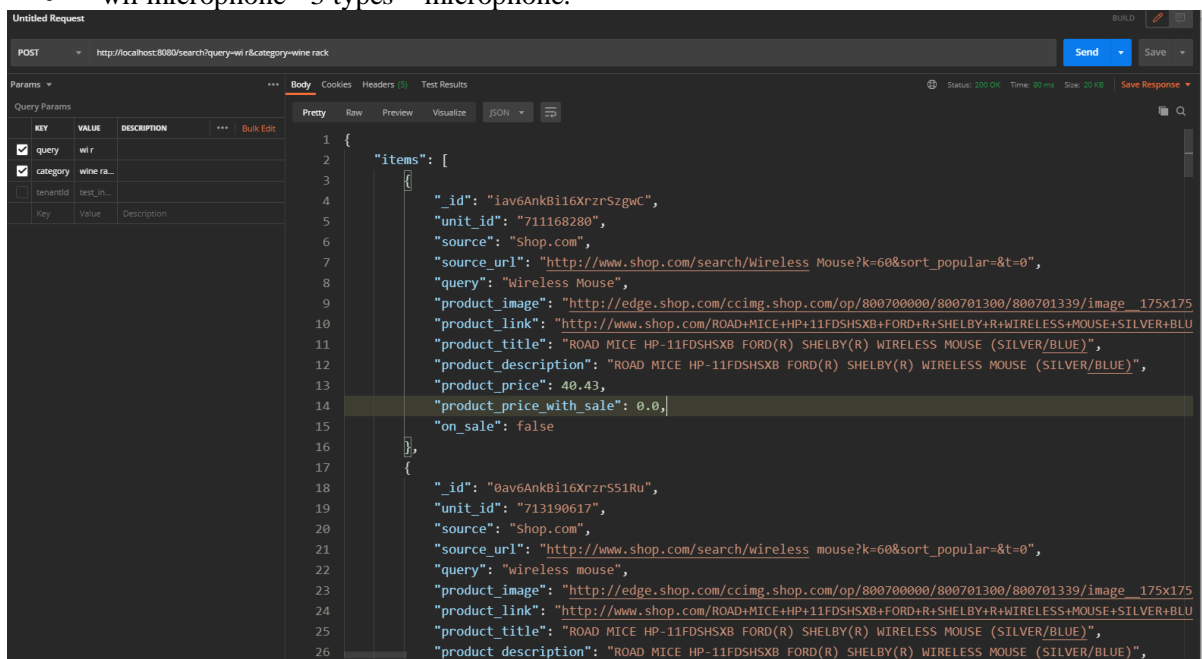 wii microphone - 3 types – microphone.
Untitled Request
BUILD
POST http://localhost:8080/search?query=wi r&category=wine rack
Send Save
Params
Query Params
KEY VALUE DESCRIPTION ••• Bulk Edit
query wi r
category wine ra...
tenantId test_in...
Key Value Description
••• Body Cookies Headers (5) Test Results
Status: 200 OK Time: 80 ms Size: 20 KB Save Response
Pretty Raw Preview Visualize JSON
1 {
2 "items": [
3 {
4 "_id": "iav6AnkBi16XrzrSzgwC",
5 "unit_id": "711168280",
6 "source": "Shop.com",
7 "source_url": "http://www.shop.com/search/Wireless Mouse?k=60&sort_popular=&t=0",
8 "query": "Wireless Mouse",
9 "product_image": "http://edge.shop.com/ccimg.shop.com/op/800700000/800701300/800701339/image__175x175
10 "product_link": "http://www.shop.com/ROAD+MICE+HP+11FDSHSXB+FORD+R+SHELBY+R+WIRELESS+MOUSE+SILVER+BLU
11 "product_title": "ROAD MICE HP-11FDSHSXB FORD(R) SHELBY(R) WIRELESS MOUSE (SILVER/BLUE)",
12 "product_description": "ROAD MICE HP-11FDSHSXB FORD(R) SHELBY(R) WIRELESS MOUSE (SILVER/BLUE)",
13 "product_price": 40.43,
14 "product_price_with_sale": 0.0,
15 "on_sale": false
16 },
17 {
18 "_id": "0av6AnkBi16XrzrS51Ru",
19 "unit_id": "713190617",
20 "source": "Shop.com",
21 "source_url": "http://www.shop.com/search/wireless mouse?k=60&sort_popular=&t=0",
22 "query": "wireless mouse",
23 "product_image": "http://edge.shop.com/ccimg.shop.com/op/800700000/800701300/800701339/image__175x175
24 "product_link": "http://www.shop.com/ROAD+MICE+HP+11FDSHSXB+FORD+R+SHELBY+R+WIRELESS+MOUSE+SILVER+BLU
25 "product_title": "ROAD MICE HP-11FDSHSXB FORD(R) SHELBY(R) WIRELESS MOUSE (SILVER/BLUE)",
26 "product_description": "ROAD MICE HP-11FDSHSXB FORD(R) SHELBY(R) WIRELESS MOUSE (SILVER/BLUE)",